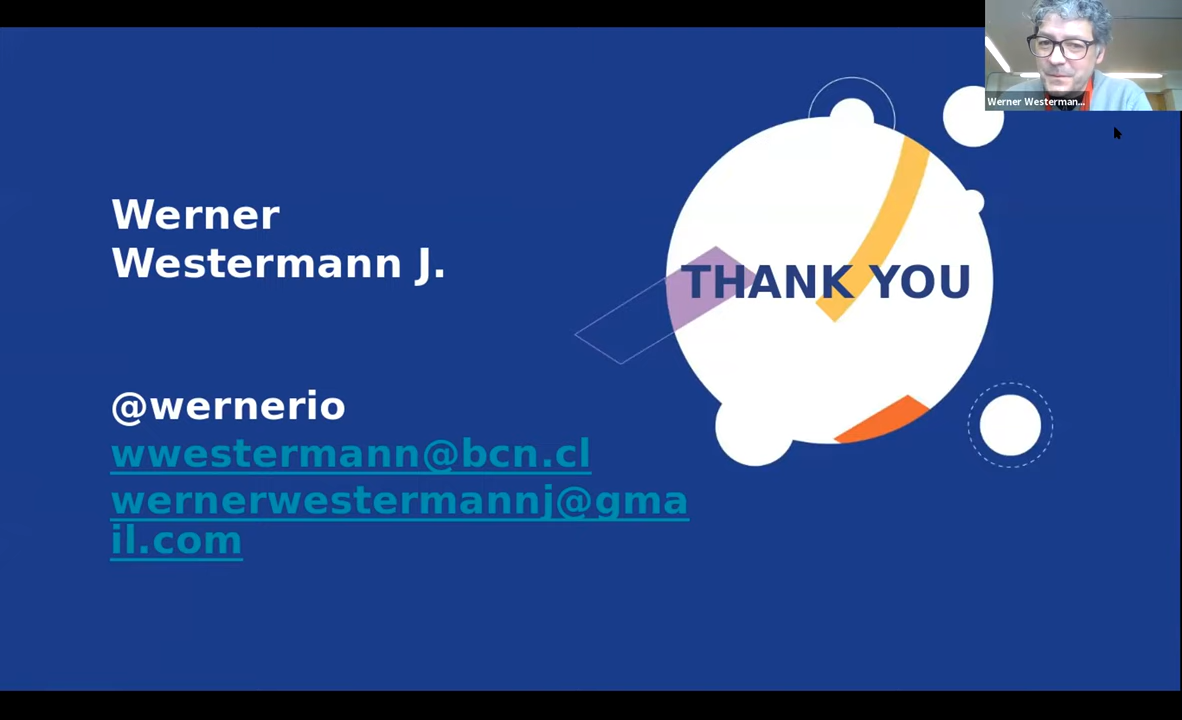 Werner Westerman...
Werner
Westermann J.
THANK YOU
@wernerio
wwestermann@bcn.cl
wernerwestermannj@gma
il.com